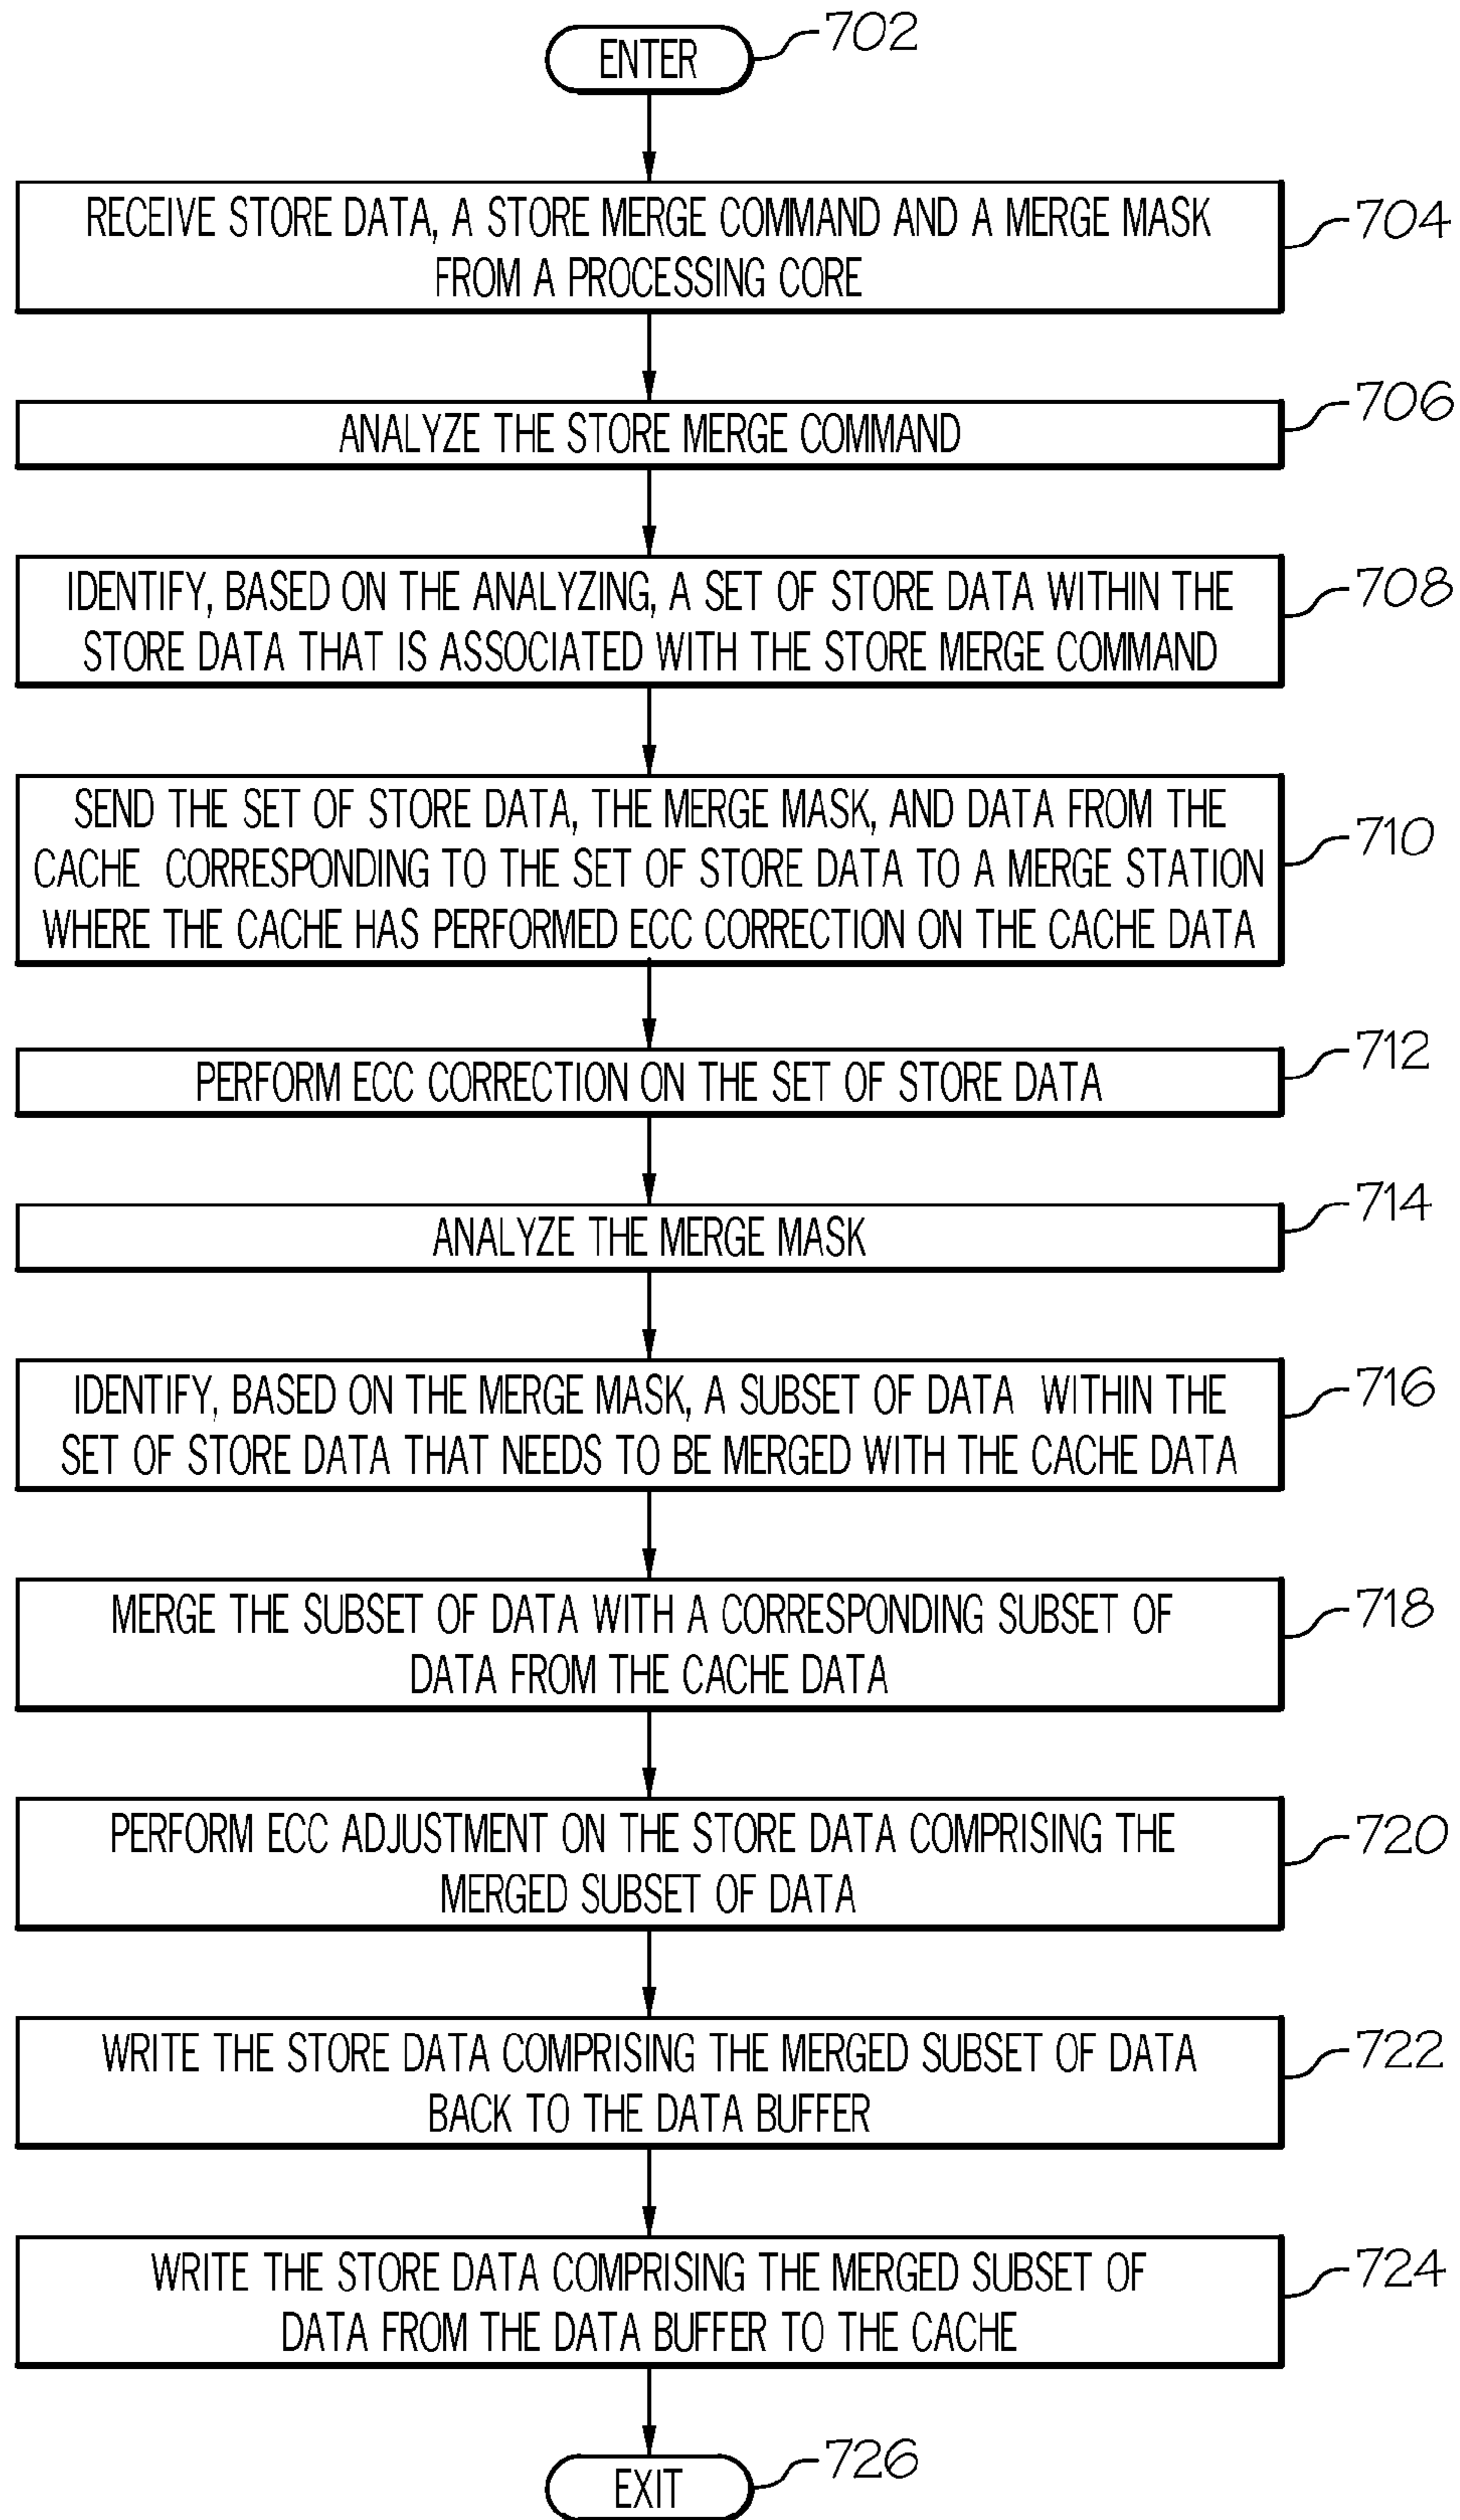 ENTER
702
RECEIVE STORE DATA, A STORE MERGE COMMAND AND A MERGE MASK
FROM A PROCESSING CORE
704
ANALYZE THE STORE MERGE COMMAND
706
IDENTIFY, BASED ON THE ANALYZING, A SET OF STORE DATA WITHIN THE
STORE DATA THAT IS ASSOCIATED WITH THE STORE MERGE COMMAND
708
SEND THE SET OF STORE DATA, THE MERGE MASK, AND DATA FROM THE
CACHE CORRESPONDING TO THE SET OF STORE DATA TO A MERGE STATION
WHERE THE CACHE HAS PERFORMED ECC CORRECTION ON THE CACHE DATA
710
PERFORM ECC CORRECTION ON THE SET OF STORE DATA
712
ANALYZE THE MERGE MASK
714
IDENTIFY, BASED ON THE MERGE MASK, A SUBSET OF DATA WITHIN THE
SET OF STORE DATA THAT NEEDS TO BE MERGED WITH THE CACHE DATA
716
MERGE THE SUBSET OF DATA WITH A CORRESPONDING SUBSET OF
DATA FROM THE CACHE DATA
718
PERFORM ECC ADJUSTMENT ON THE STORE DATA COMPRISING THE
MERGED SUBSET OF DATA
720
WRITE THE STORE DATA COMPRISING THE MERGED SUBSET OF DATA
BACK TO THE DATA BUFFER
722
WRITE THE STORE DATA COMPRISING THE MERGED SUBSET OF
DATA FROM THE DATA BUFFER TO THE CACHE
724
EXIT
726